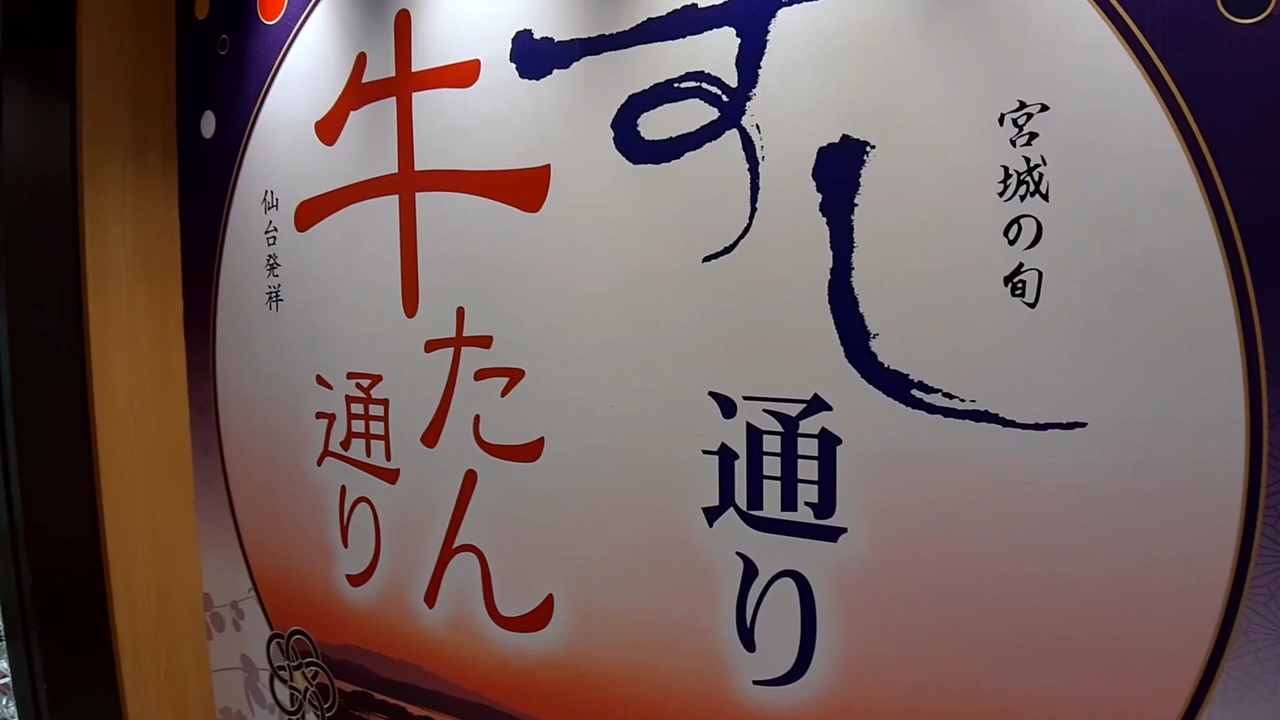 宮城の旬
すし
通り
牛たん
通り
仙台発祥